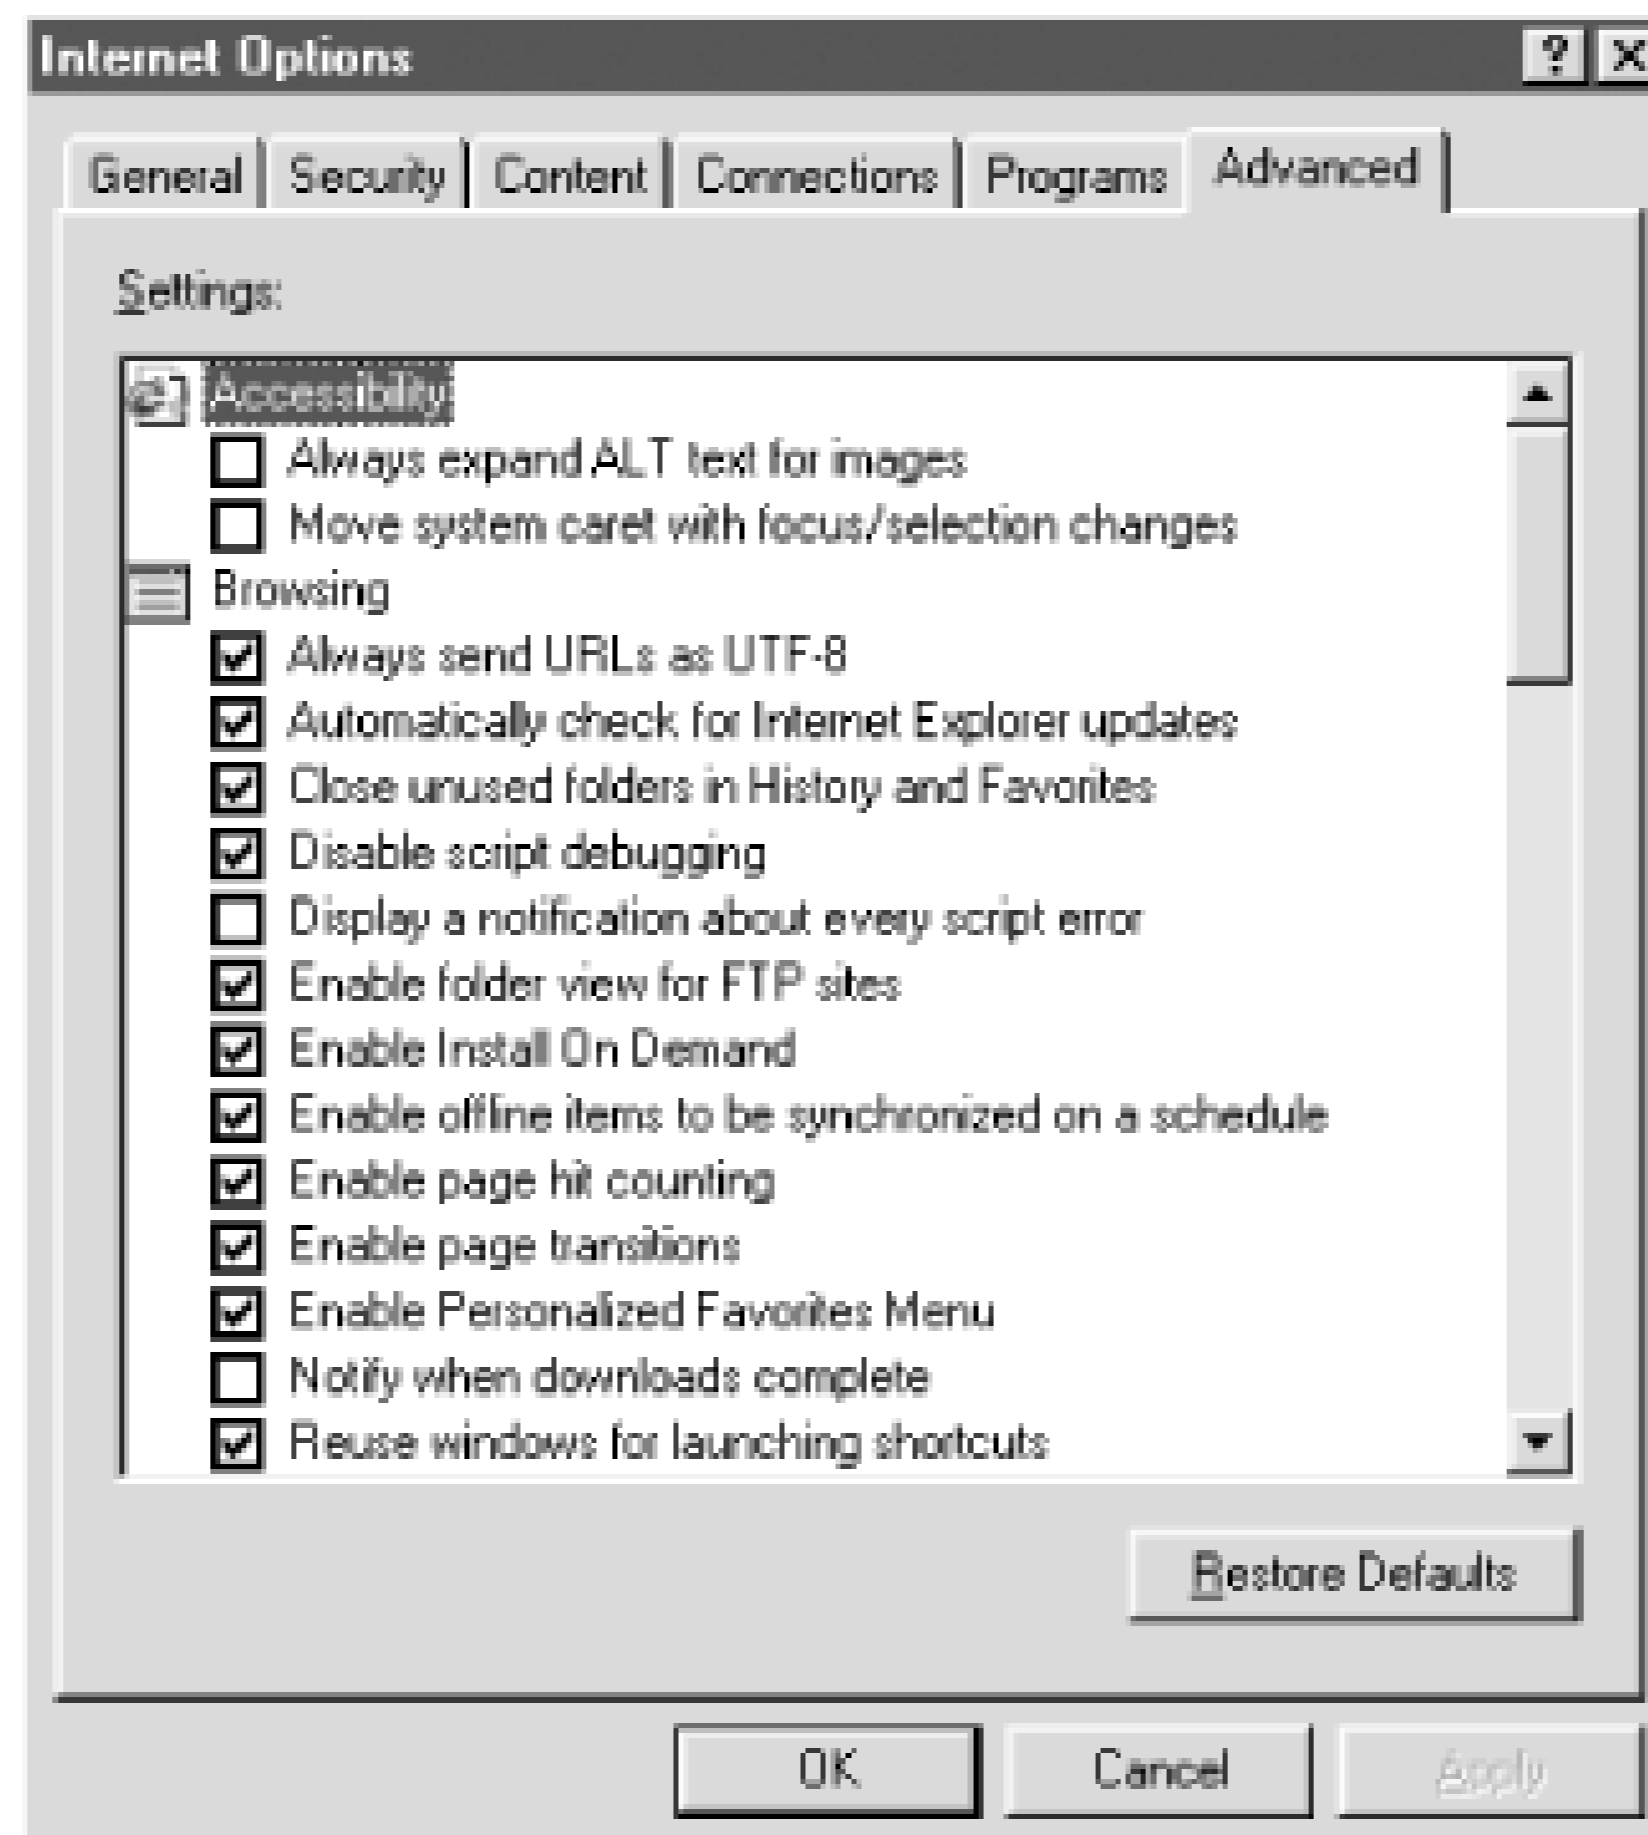 Internet Options
General Security Content Connections Programs Advanced
Settings:
Accessibility
Always expand ALT text for images
Move system caret with focus/selection changes
Browsing
Always send URLs as UTF-8
Automatically check for Internet Explorer updates
Close unused folders in History and Favorites
Disable script debugging
Display a notification about every script error
Enable folder view for FTP sites
Enable Install On Demand
Enable offline items to be synchronized on a schedule
Enable page hit counting
Enable page transitions
Enable Personalized Favorites Menu
Notify when downloads complete
Reuse windows for launching shortcuts
Restore Defaults
OK Cancel Apply